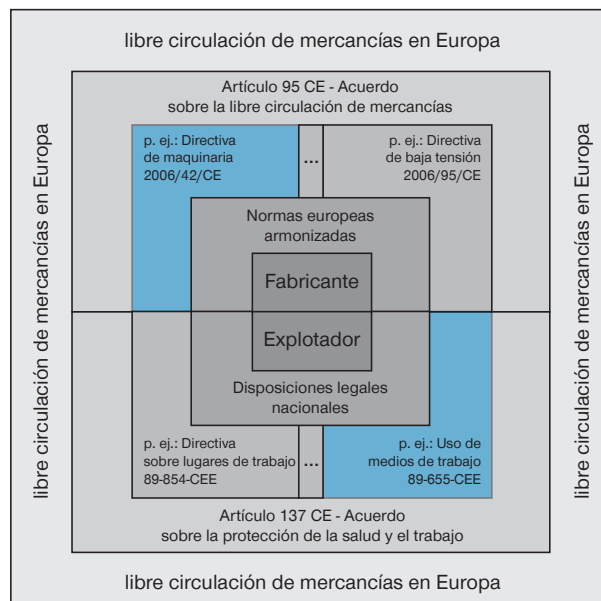 libre circulación de mercancías en Europa
libre circulación de mercancías en Europa
Artículo 95 CE - Acuerdo
sobre la libre circulación de mercancías
p. ej.: Directiva
de maquinaria
2006/42/CE
...
p. ej.: Directiva
de baja tensión
2006/95/CE
Normas europeas
armonizadas
Fabricante
Explotador
Disposiciones legales
nacionales
p. ej.: Directiva
sobre lugares de trabajo
89-854-CEE
...
p. ej.: Uso de
medios de trabajo
89-655-CEE
Artículo 137 CE - Acuerdo
sobre la protección de la salud y el trabajo
libre circulación de mercancías en Europa
libre circulación de mercancías en Europa